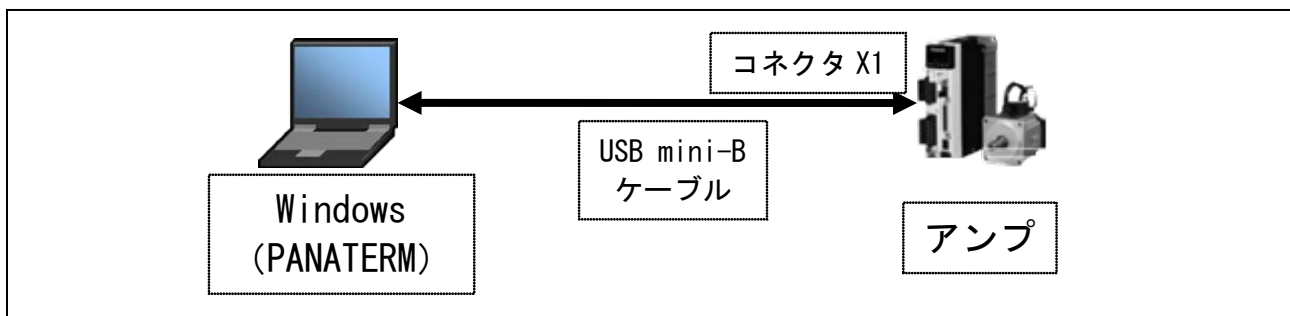 コネクタ X1
USB mini-B
ケーブル
Windows
(PANATERM)
アンプ